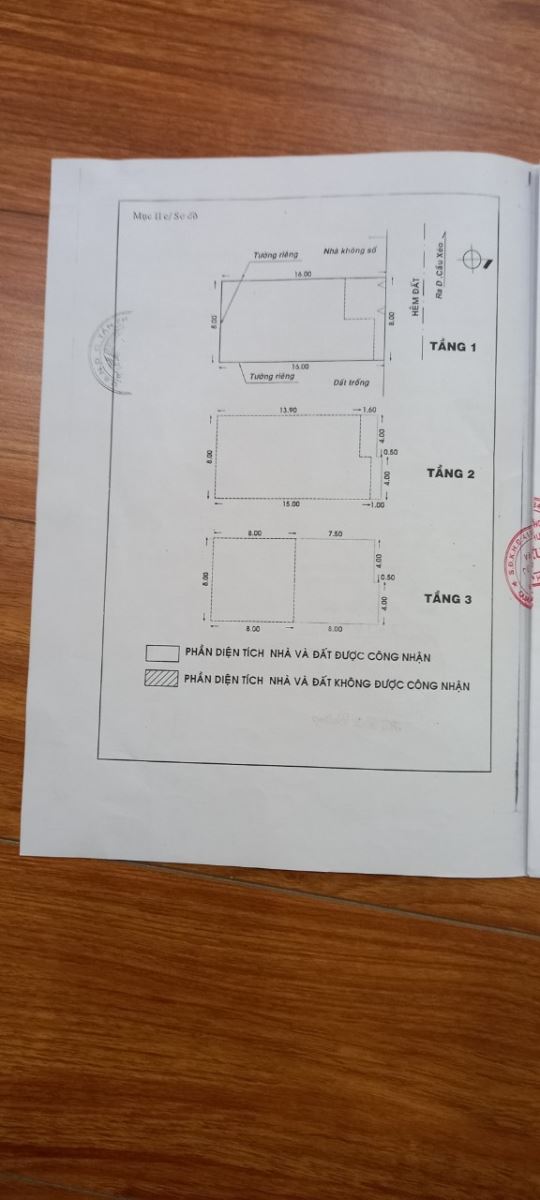 Mục II c/ Sơ đồ
Tường riêng
Nhà không số
16.00
8.00
8.00
HẺM ĐẤT
Ra Đ. Cầu Xéo
TẦNG 1
16.00
Tường riêng
Đất trống
13.90
1.60
8.00
4.00
0.50
4.00
TẦNG 2
15.00
1.00
8.00
7.50
8.00
4.00
0.50
4.00
TẦNG 3
8.00
8.00
PHẦN DIỆN TÍCH NHÀ VÀ ĐẤT ĐƯỢC CÔNG NHẬN
PHẦN DIỆN TÍCH NHÀ VÀ ĐẤT KHÔNG ĐƯỢC CÔNG NHẬN